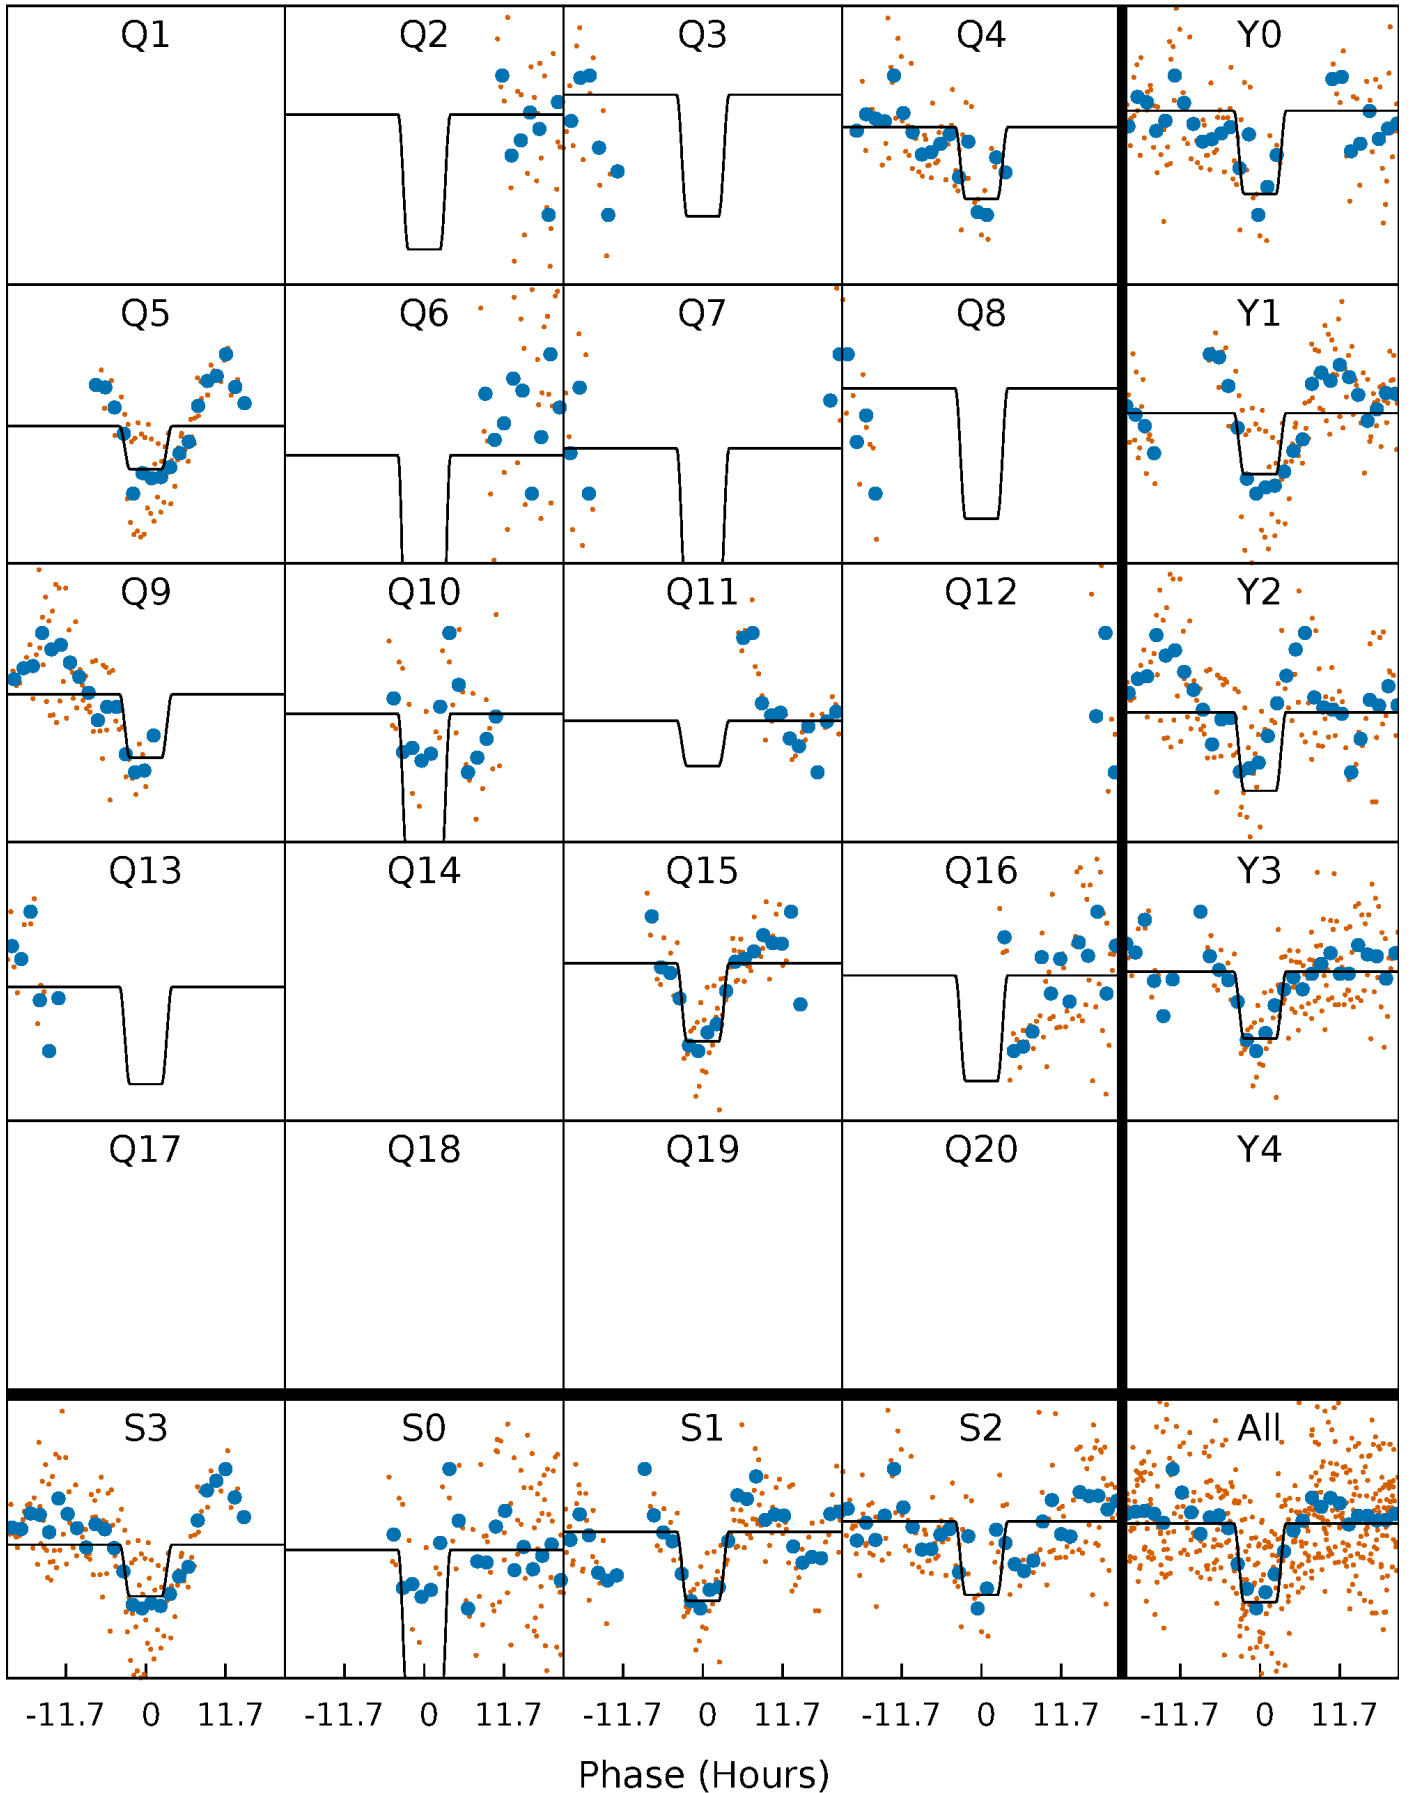 Q1 Q2 Q3 Q4 Y0
Q5 Q6 Q7 Q8 Y1
Q9 Q10 Q11 Q12 Y2
Q13 Q14 Q15 Q16 Y3
Q17 Q18 Q19 Q20 Y4
S3 S0 S1 S2 All
-11.7 0 11.7 -11.7 0 11.7 -11.7 0 11.7 -11.7 0 11.7 -11.7 0 11.7
Phase (Hours)